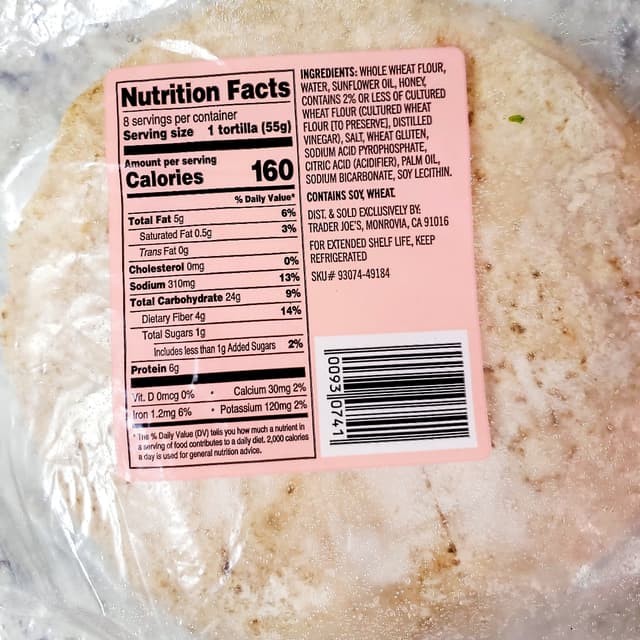 Nutrition Facts
8 servings per container
Serving size 1 tortilla (55g)
Amount per serving
Calories 160
% Daily Value*
Total Fat 5g 6%
Saturated Fat 0.5g 3%
Trans Fat 0g
Cholesterol 0mg 0%
Sodium 310mg 13%
Total Carbohydrate 24g 9%
Dietary Fiber 4g 14%
Total Sugars 1g
Includes less than 1g Added Sugars 2%
Protein 6g
Vit. D 0mcg 0% • Calcium 30mg 2%
Iron 1.2mg 6% • Potassium 120mg 2%
* The % Daily Value (DV) tells you how much a nutrient in
a serving of food contributes to a daily diet. 2,000 calories
a day is used for general nutrition advice.
INGREDIENTS: WHOLE WHEAT FLOUR,
WATER, SUNFLOWER OIL, HONEY,
CONTAINS 2% OR LESS OF CULTURED
WHEAT FLOUR (CULTURED WHEAT
FLOUR [TO PRESERVE], DISTILLED
VINEGAR), SALT, WHEAT GLUTEN,
SODIUM ACID PYROPHOSPHATE,
CITRIC ACID (ACIDIFIER), PALM OIL,
SODIUM BICARBONATE, SOY LECITHIN.
CONTAINS SOY, WHEAT.
DIST. & SOLD EXCLUSIVELY BY:
TRADER JOE'S, MONROVIA, CA 91016
FOR EXTENDED SHELF LIFE, KEEP
REFRIGERATED
SKU# 93074-49184
0093 0741